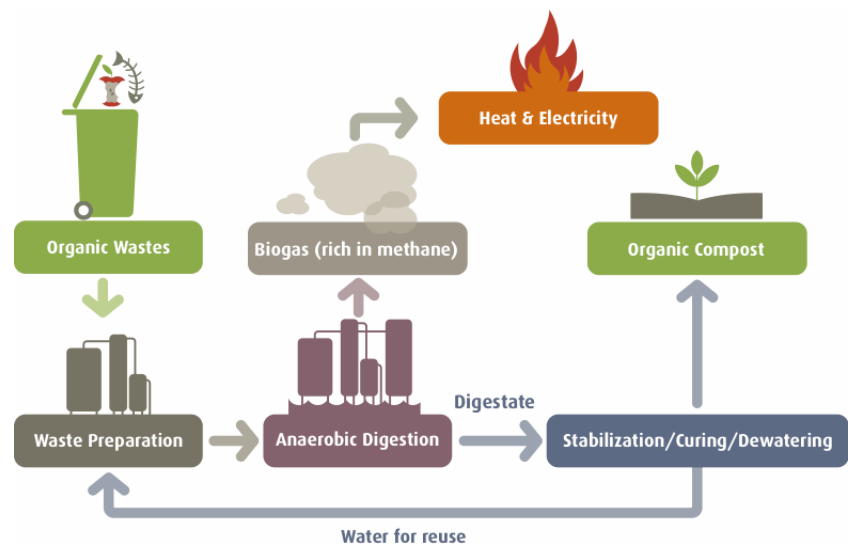 Heat & Electricity
Organic Wastes
Biogas (rich in methane)
Organic Compost
Digestate
Waste Preparation
Anaerobic Digestion
Stabilization/Curing/Dewatering
Water for reuse